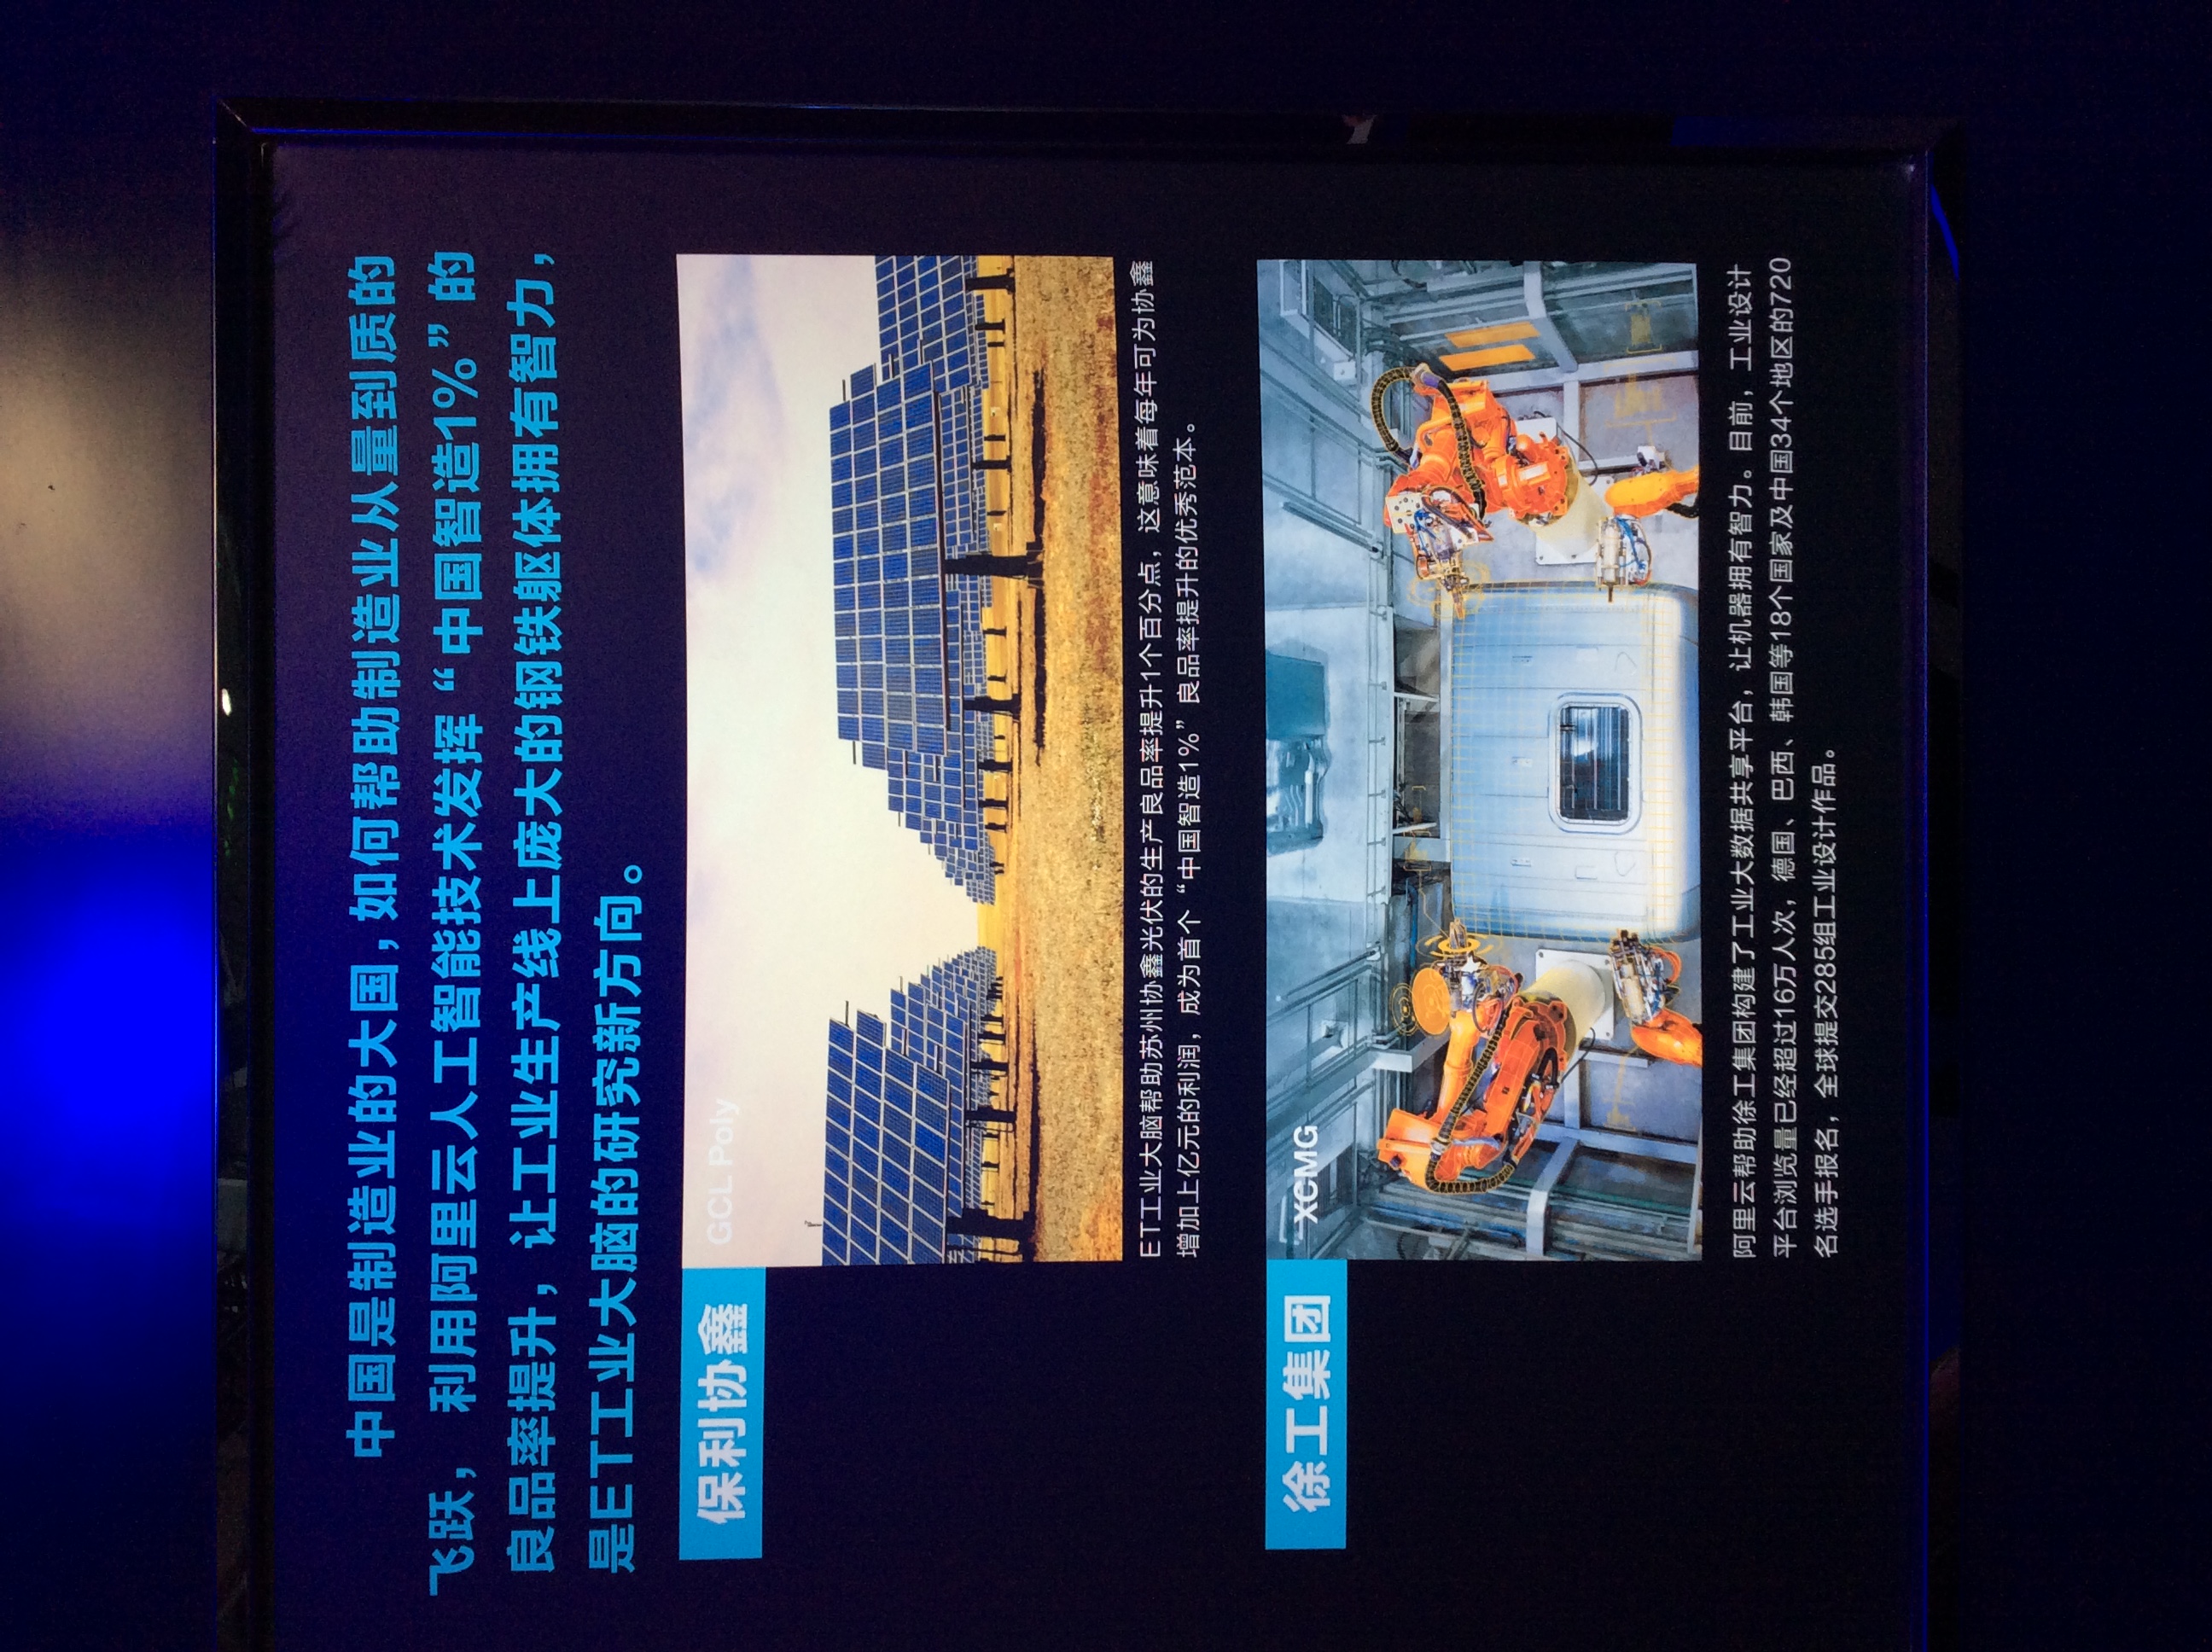 中国是制造业的大国，如何帮助制造业从量到质的
飞跃， 利用阿里云人工智能技术发挥“中国智造1%”的
良品率提升，让工业生产线上庞大的钢铁躯体拥有智力，
是ET工业大脑的研究新方向。
保利协鑫
GCL Poly
ET工业大脑帮助苏州协鑫光伏的生产良品率提升1个百分点，这意味着每年可为协鑫
增加上亿元的利润，成为首个“中国智造1%”良品率提升的优秀范本。
徐工集团
XCMG
阿里云帮助徐工集团构建了工业大数据共享平台，让机器拥有智力。目前，工业设计
平台浏览量已经超过16万人次，德国、巴西、韩国等18个国家及中国34个地区的720
名选手报名，全球提交285组工业设计作品。